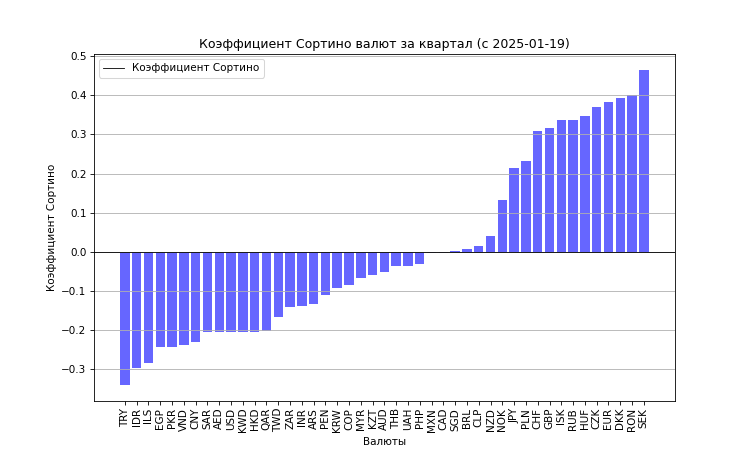 Коэффициент Сортино валют за квартал (с 2025-01-19)
Коэффициент Сортино
0.5
0.4
0.3
0.2
0.1
0.0
−0.1
−0.2
−0.3
Коэффициент Сортино
TRY
IDR
ILS
EGP
PKR
VND
CNY
SAR
AED
USD
KWD
HKD
QAR
TWD
ZAR
INR
ARS
PEN
KRW
COP
MYR
KZT
AUD
THB
UAH
PHP
MXN
CAD
SGD
BRL
CLP
NZD
NOK
JPY
PLN
CHF
GBP
ISK
RUB
HUF
CZK
EUR
DKK
RON
SEK
Валюты